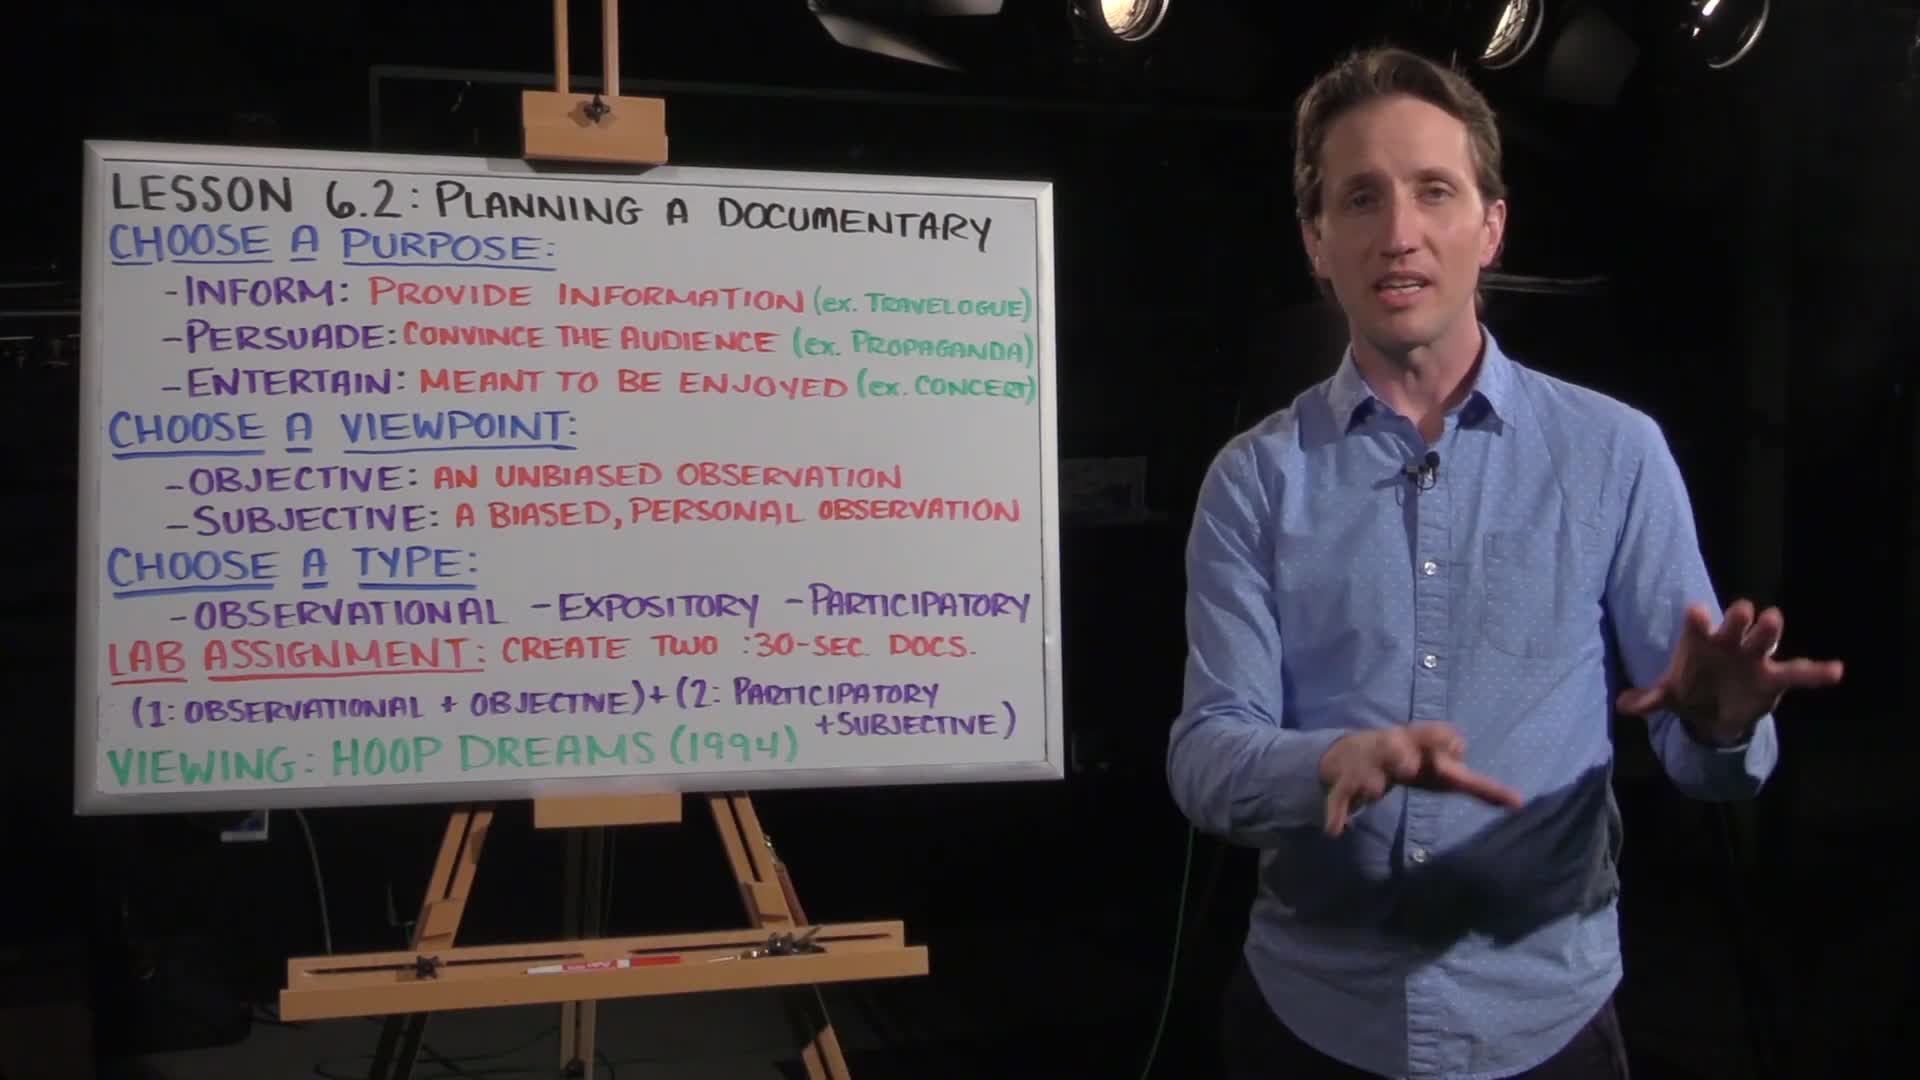 LESSON 6.2: PLANNING A DOCUMENTARY
CHOOSE A PURPOSE:
-INFORM: PROVIDE INFORMATION (ex. TRAVELOGUE)
-PERSUADE: CONVINCE THE AUDIENCE (ex. PROPAGANDA)
-ENTERTAIN: MEANT TO BE ENJOYED (ex. CONCERT)
CHOOSE A VIEWPOINT:
-OBJECTIVE: AN UNBIASED OBSERVATION
-SUBJECTIVE: A BIASED, PERSONAL OBSERVATION
CHOOSE A TYPE:
-OBSERVATIONAL -EXPOSITORY -PARTICIPATORY
LAB ASSIGNMENT: CREATE TWO :30-SEC. DOCS.
(1: OBSERVATIONAL + OBJECTIVE) + (2: PARTICIPATORY
+SUBJECTIVE)
VIEWING: HOOP DREAMS (1994)